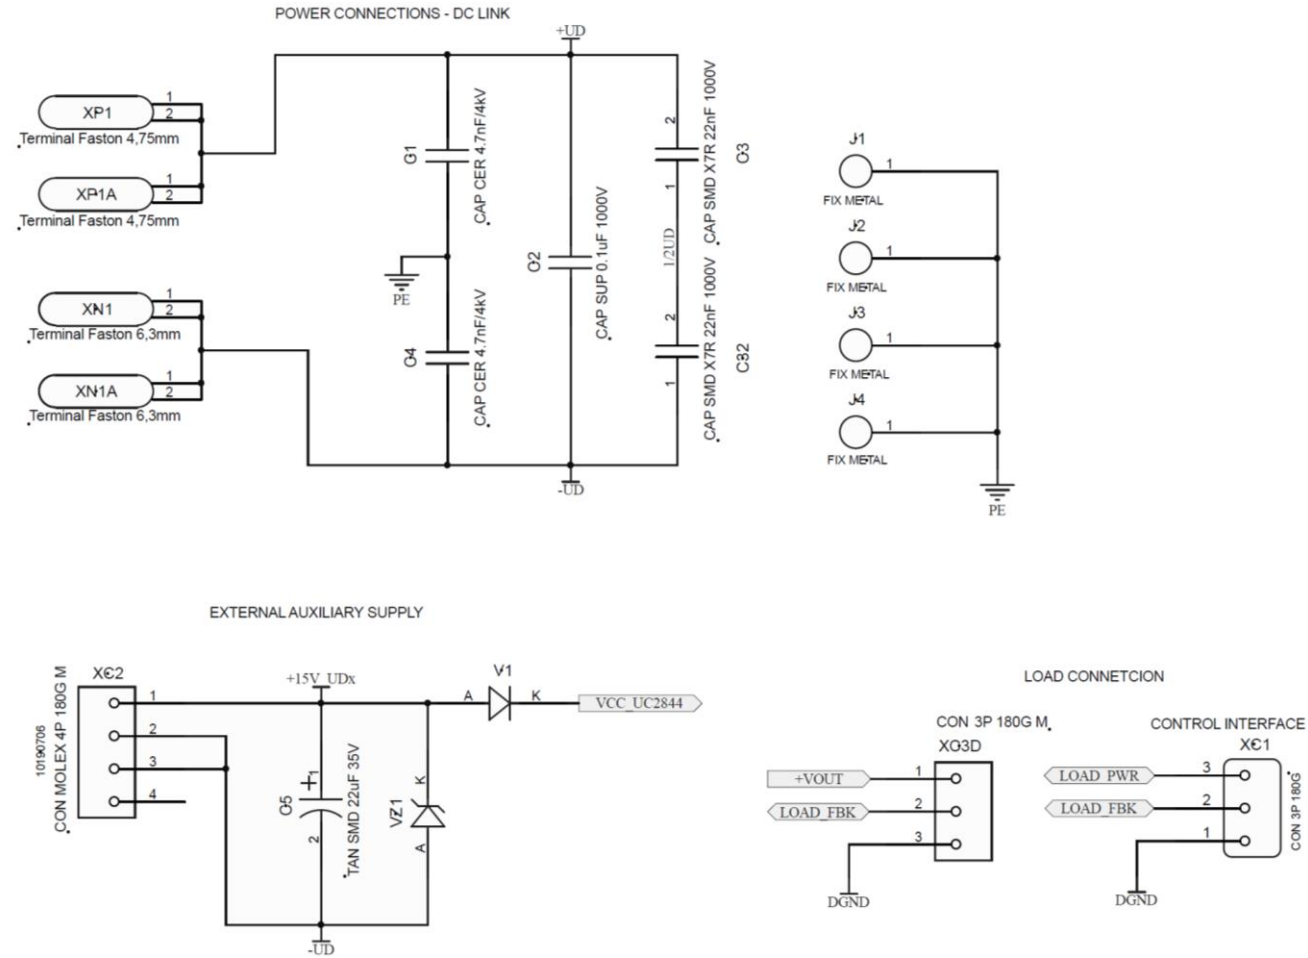 POWER CONNECTIONS - DC LINK
+UD
XP1
1
2
Terminal Faston 4,75mm
XP1A
1
2
Terminal Faston 4,75mm
XN1
1
2
Terminal Faston 6,3mm
XN1A
1
2
Terminal Faston 6,3mm
C1
CAP CER 4.7nF/4kV
PE
C4
CAP CER 4.7nF/4kV
C2
CAP SUP 0.1uF 1000V
2
1
C3
CAP SMD X7R 22nF 1000V
1/2UD
2
1
C82
CAP SMD X7R 22nF 1000V
-UD
J1
1
FIX METAL
J2
1
FIX METAL
J3
1
FIX METAL
J4
1
FIX METAL
PE
EXTERNAL AUXILIARY SUPPLY
XC2
10190706
CON MOLEX 4P 180G M
1
2
3
4
+15V_UDx
C5
1
2
TAN SMD 22uF 35V
VZ1
K
A
V1
A
K
VCC_UC2844
-UD
LOAD CONNETCION
CON 3P 180G M
XC3D
+VOUT
1
LOAD_FBK
2
3
DGND
CONTROL INTERFACE
XC1
LOAD_PWR
3
LOAD_FBK
2
1
CON 3P 180G
DGND